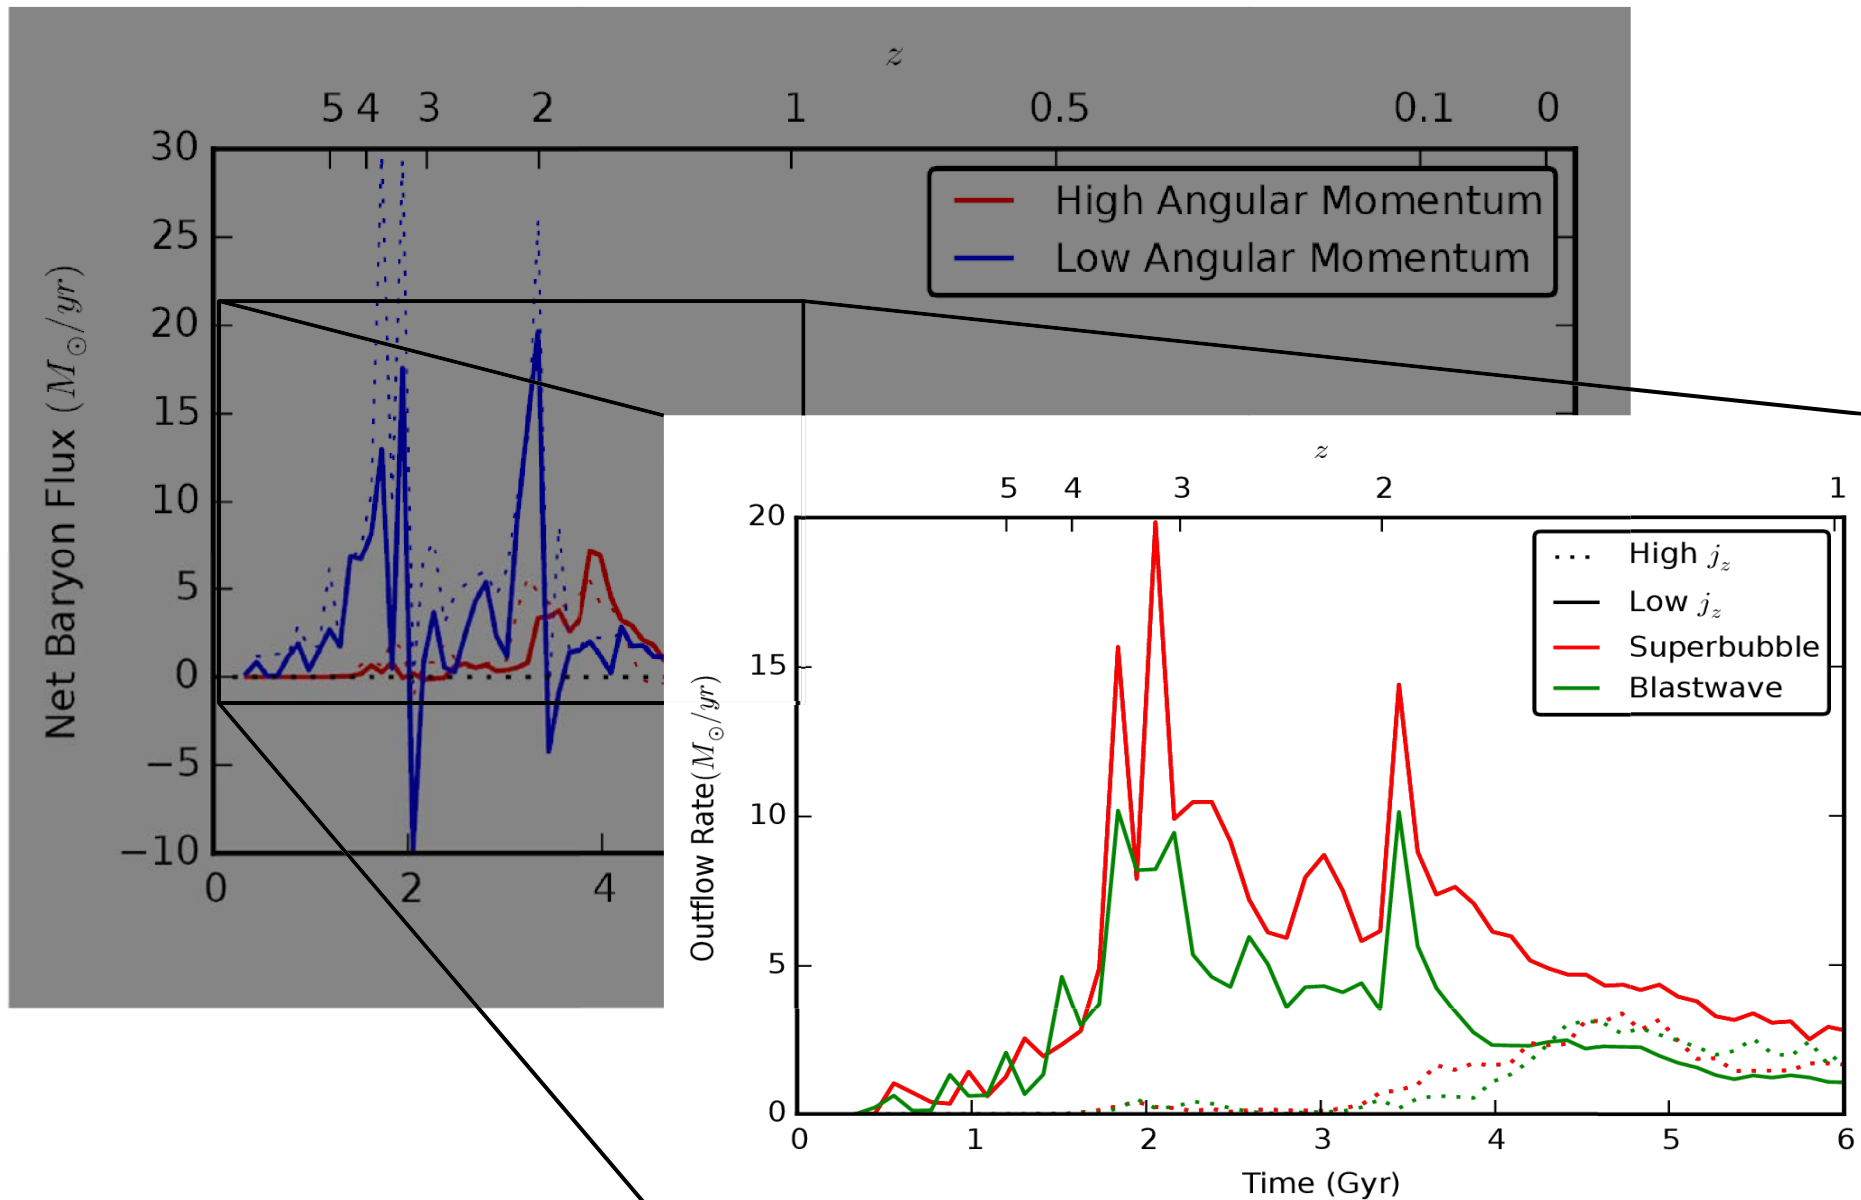 z
5 4 3 2 1 0.5 0.1 0
30
25
20
15
10
5
0
−5
−10
0 2 4
Net Baryon Flux (M⊙/yr)
High Angular Momentum
Low Angular Momentum
z
5 4 3 2 1
20
15
10
5
0
0 1 2 3 4 5 6
Outflow Rate(M⊙/yr)
Time (Gyr)
High j_z
Low j_z
Superbubble
Blastwave